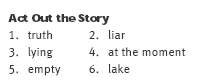 Act Out the Story
1. truth 2. liar
3. lying 4. at the moment
5. empty 6. lake